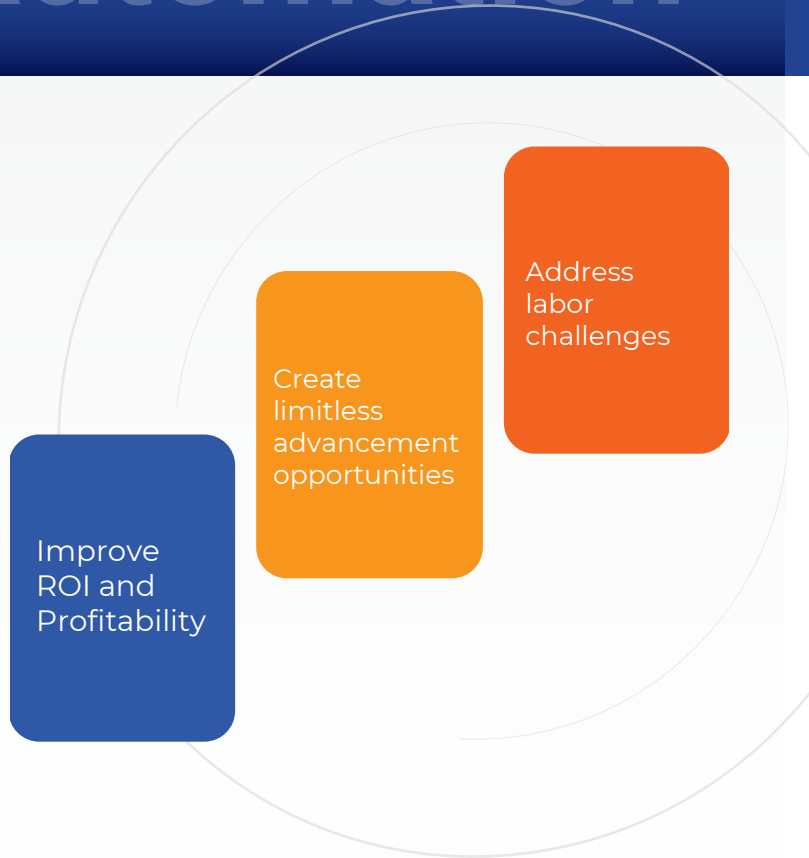 Improve
ROI and
Profitability
Create
limitless
advancement
opportunities
Address
labor
challenges